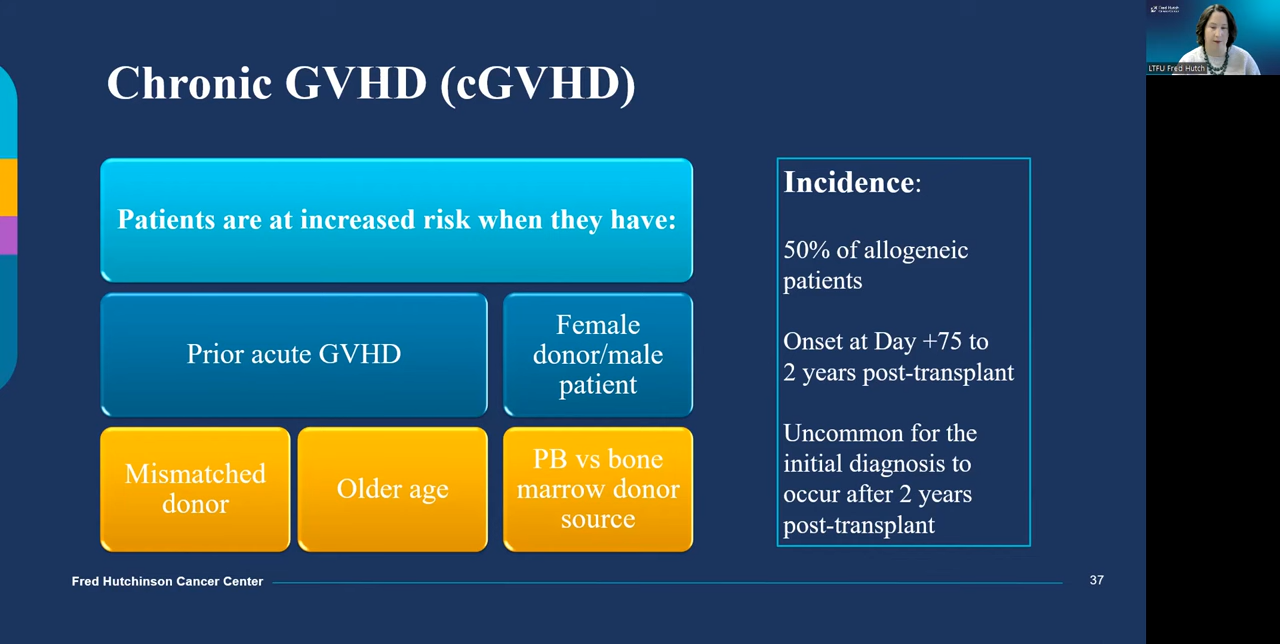 Chronic GVHD (cGVHD)
Patients are at increased risk when they have:
Prior acute GVHD
Female
donor/male
patient
Mismatched
donor
Older age
PB vs bone
marrow donor
source
Incidence:
50% of allogeneic
patients
Onset at Day +75 to
2 years post-transplant
Uncommon for the
initial diagnosis to
occur after 2 years
post-transplant
Fred Hutchinson Cancer Center
37
Fred Hutch
LTFU Fred Hutch